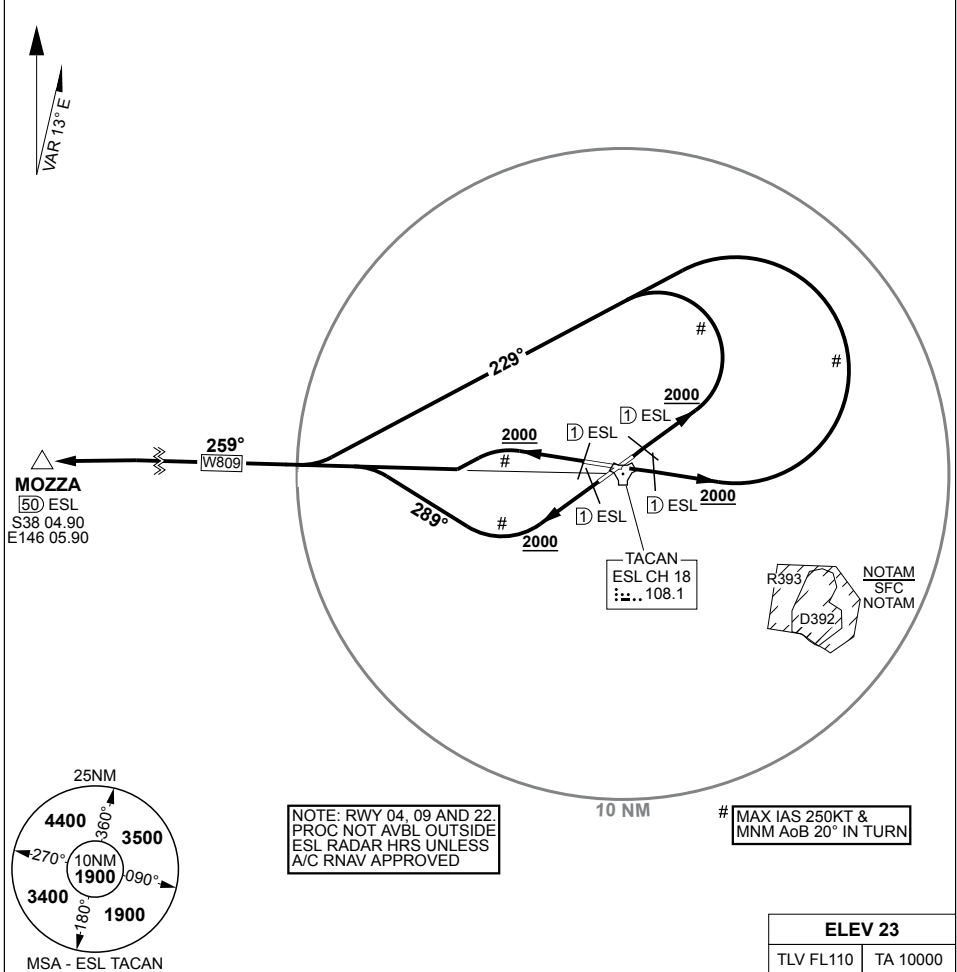 VAR 13° E
229°
#
#
2000
1 ESL
2000
1 ESL
259°
W809
#
MOZZA
50 ESL
S38 04.90
E146 05.90
289°
#
1 ESL
1 ESL
2000
2000
TACAN
ESL CH 18
108.1
R393
D392
NOTAM
SFC
NOTAM
10 NM
25NM
4400
360°
3500
270°
10NM
1900
090°
3400
180°
1900
MSA - ESL TACAN
NOTE: RWY 04, 09 AND 22.
PROC NOT AVBL OUTSIDE
ESL RADAR HRS UNLESS
A/C RNAV APPROVED
# MAX IAS 250KT &
MNM AoB 20° IN TURN
ELEV 23
TLV FL110 TA 10000